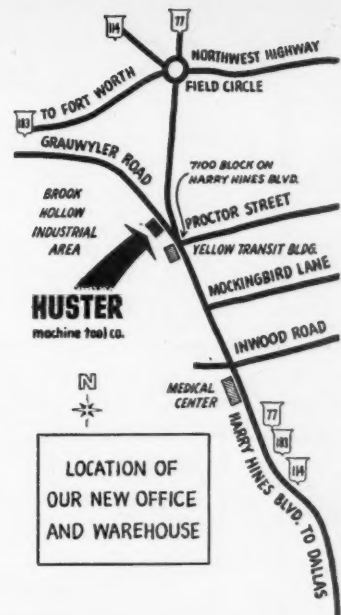 77
114
NORTHWEST HIGHWAY
FIELD CIRCLE
TO FORT WORTH
183
GRAUWYLER ROAD
7100 BLOCK ON
HARRY HINES BLVD.
BROOK
HOLLOW
INDUSTRIAL
AREA
PROCTOR STREET
YELLOW TRANSIT BLDG.
MOCKINGBIRD LANE
HUSTER
machine tool co.
INWOOD ROAD
N
MEDICAL
CENTER
77
183
114
HARRY HINES BLVD. TO DALLAS
LOCATION OF
OUR NEW OFFICE
AND WAREHOUSE